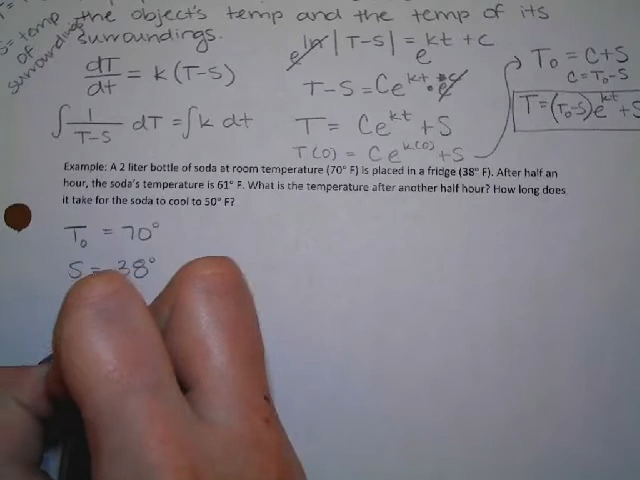 the object's temp and the temp of its
S= temp of surroundings
surroundings.
dT/dt = k(T-S)
∫ 1/(T-S) dT = ∫ k dt
e^ln|T-S| = e^kt+c
T-S = Ce^kt
T = Ce^kt + S
T(0) = Ce^k(0) + S
T₀ = C+S
C = T₀-S
T = (T₀-S)e^kt + S
Example: A 2 liter bottle of soda at room temperature (70° F) is placed in a fridge (38° F). After half an
hour, the soda's temperature is 61° F. What is the temperature after another half hour? How long does
it take for the soda to cool to 50° F?
T₀ = 70°
S = 38°